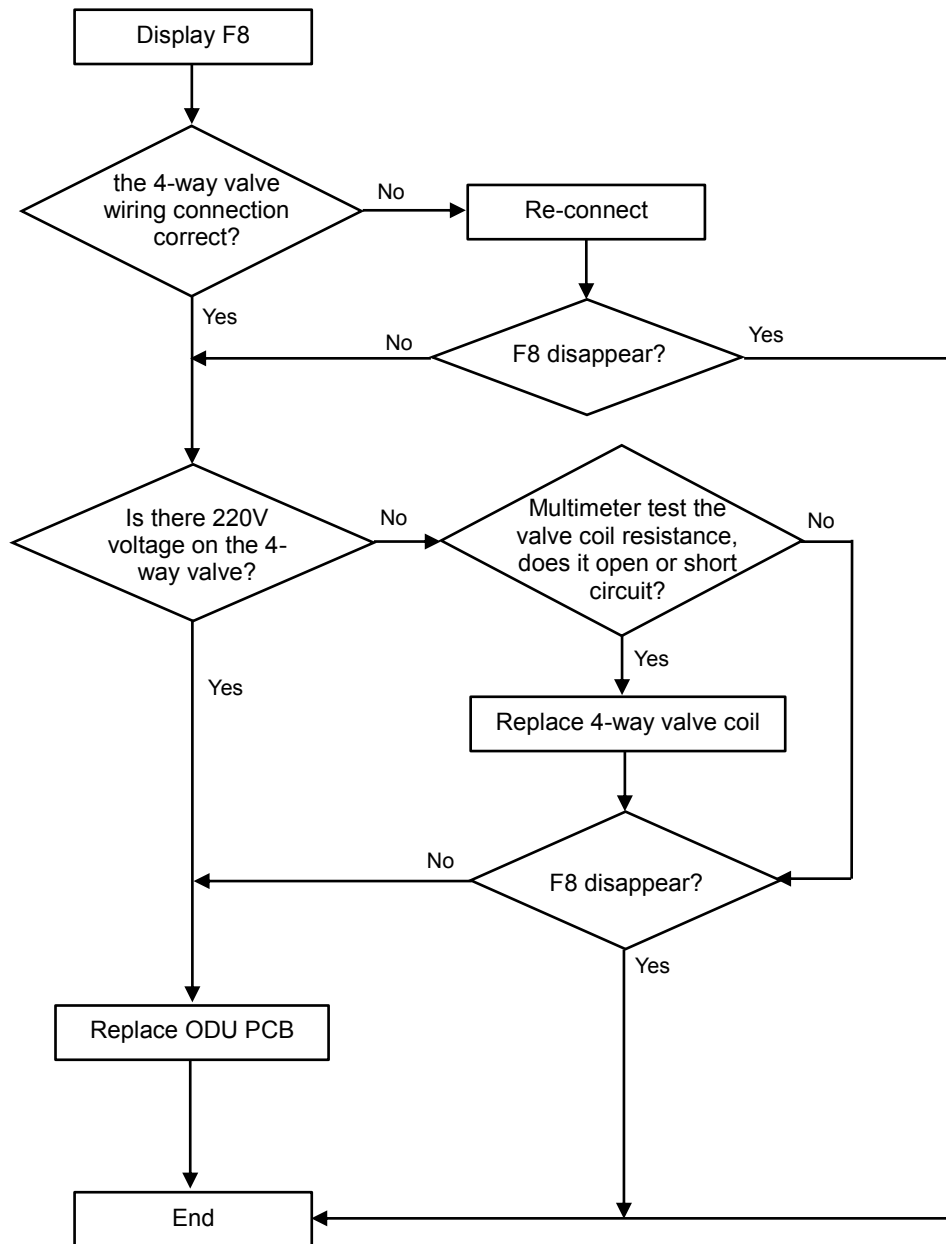 Display F8
the 4-way valve
wiring connection
correct?
No
Re-connect
Yes
No
F8 disappear?
Yes
Is there 220V
voltage on the 4-
way valve?
No
Multimeter test the
valve coil resistance,
does it open or short
circuit?
No
Yes
Yes
Replace 4-way valve coil
No
F8 disappear?
Yes
Replace ODU PCB
End